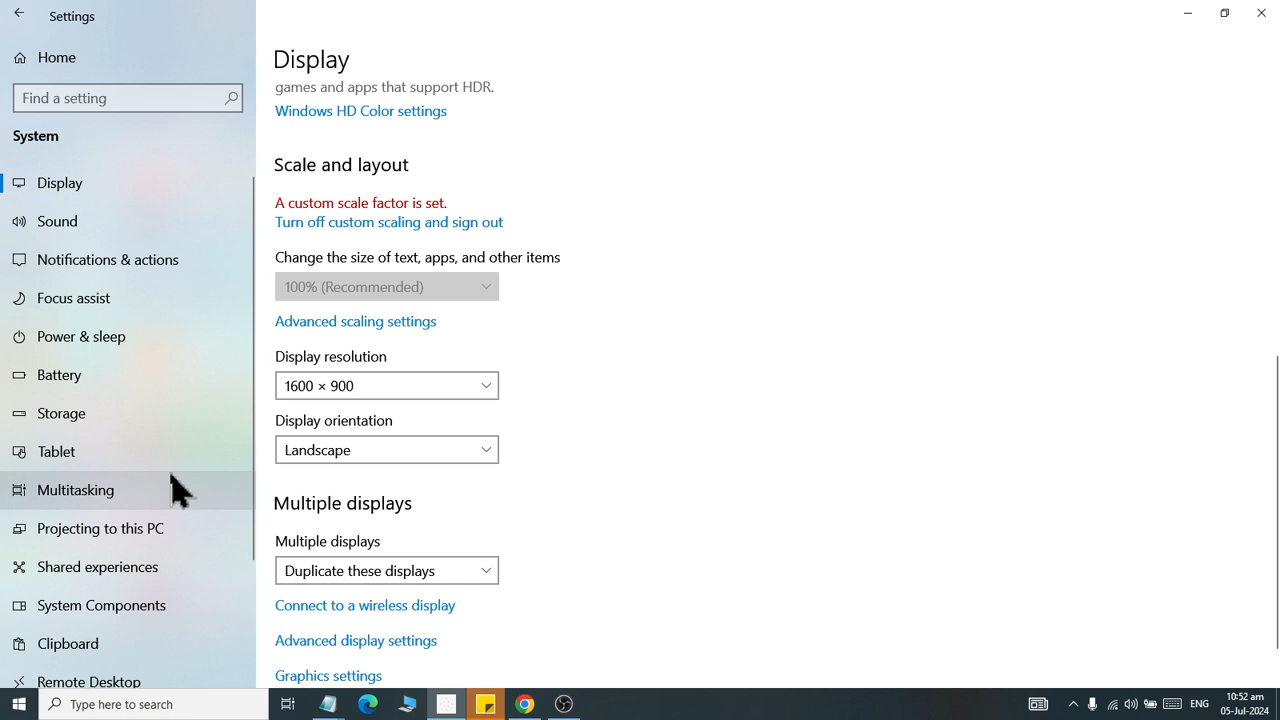 Settings
Home
Find a setting
System
Display
Sound
Notifications & actions
Focus assist
Power & sleep
Battery
Storage
Tablet
Multitasking
Projecting to this PC
Shared experiences
System Components
Clipboard
Remote Desktop
Display
games and apps that support HDR.
Windows HD Color settings
Scale and layout
A custom scale factor is set.
Turn off custom scaling and sign out
Change the size of text, apps, and other items
100% (Recommended)
Advanced scaling settings
Display resolution
1600 × 900
Display orientation
Landscape
Multiple displays
Multiple displays
Duplicate these displays
Connect to a wireless display
Advanced display settings
Graphics settings
Type here to search
ENG
10:52 am
05-Jul-2024